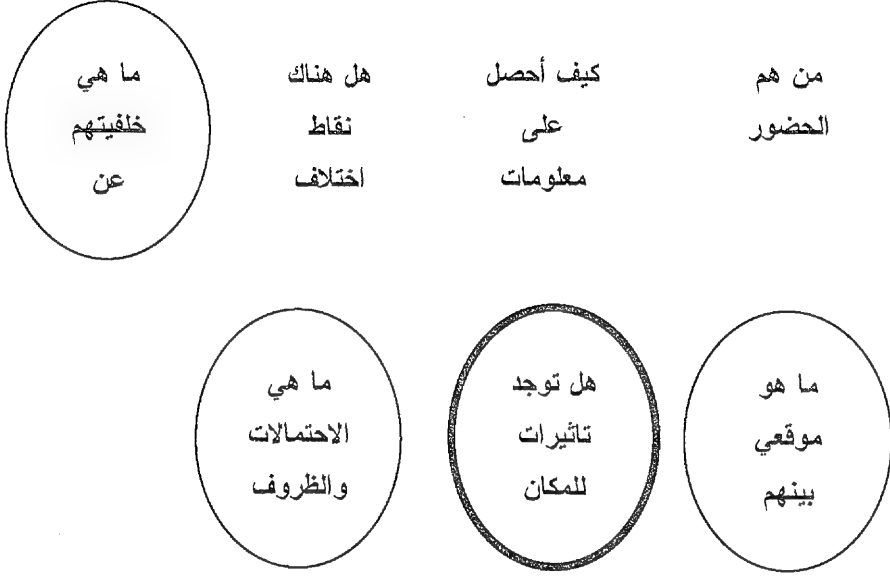 من هم
الحضور
كيف أحصل
على
معلومات
هل هناك
نقاط
اختلاف
ما هي
خلفيتهم
عن
ما هو
موقعي
بينهم
هل توجد
تاثيرات
للمكان
ما هي
الاحتمالات
والظروف